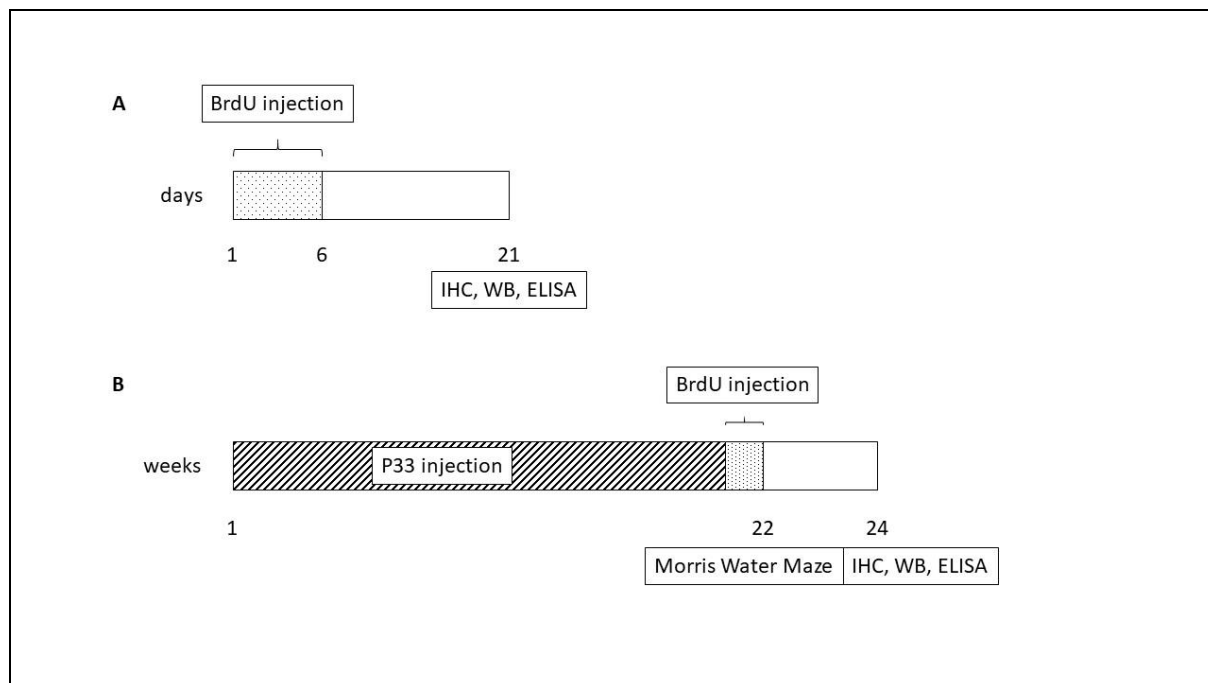 A
BrdU injection
days
1 6 21
IHC, WB, ELISA
B
BrdU injection
weeks
P33 injection
1 22 24
Morris Water Maze IHC, WB, ELISA